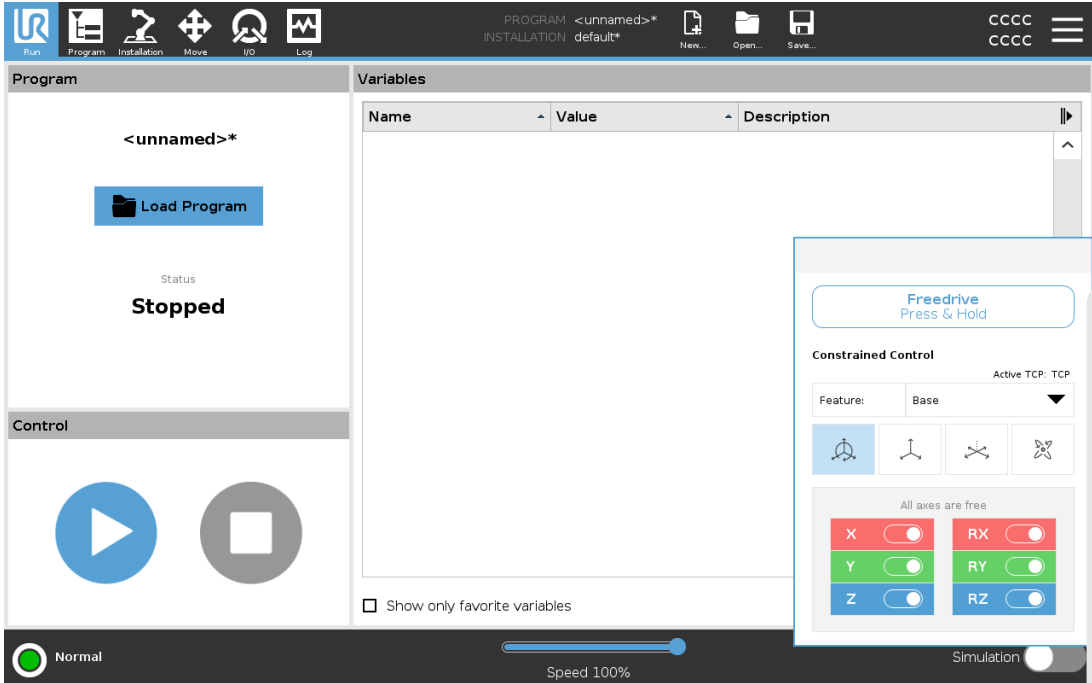 UR
PROGRAM <unnamed>*
INSTALLATION default*
CCCC
CCCC
Run Program Installation Move I/O Log New... Open... Save...
Program
<unnamed>*
Load Program
Status
Stopped
Control
Variables
Name Value Description
Show only favorite variables
Freedrive
Press & Hold
Constrained Control
Active TCP: TCP
Feature: Base
All axes are free
X RX
Y RY
Z RZ
Normal
Speed 100%
Simulation